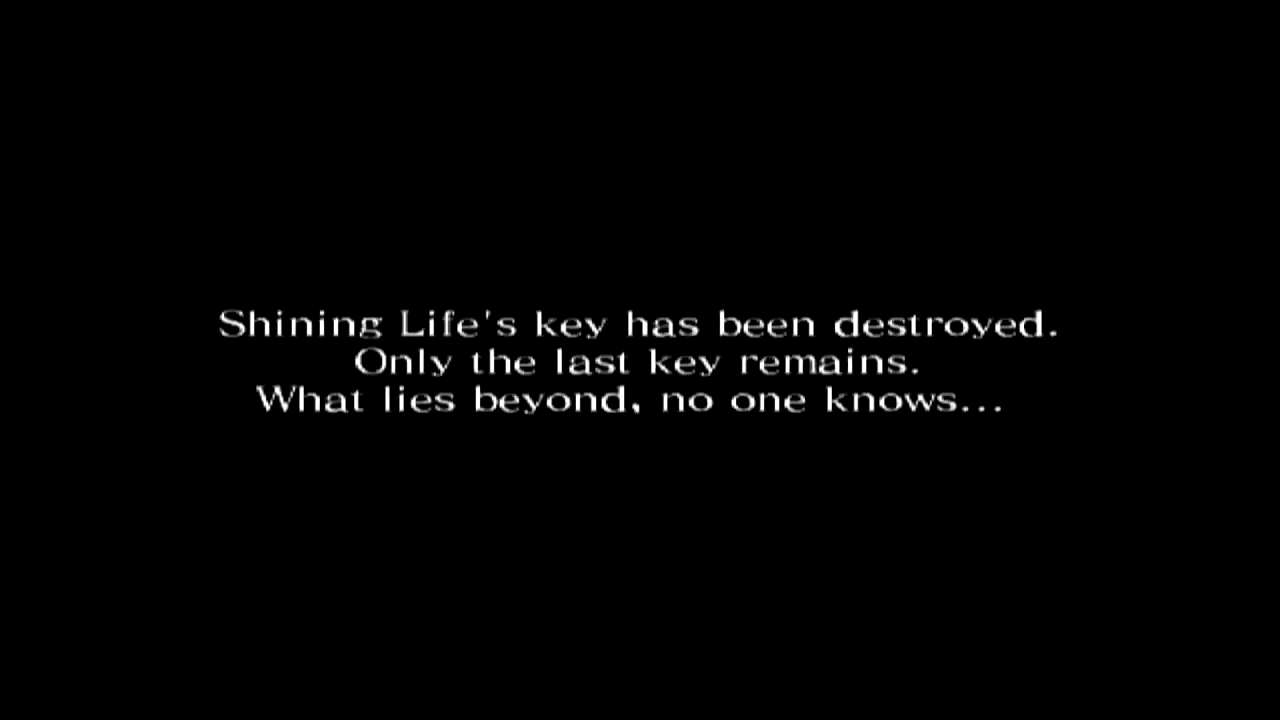 Shining Life's key has been destroyed.
Only the last key remains.
What lies beyond, no one knows...